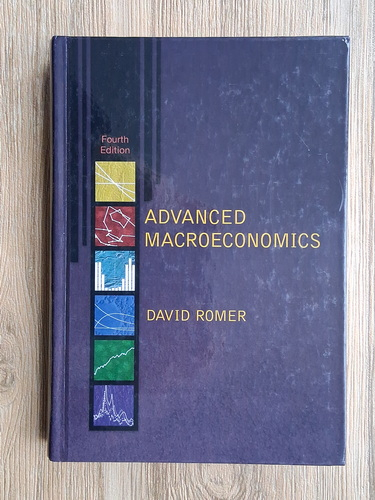 Fourth
Edition
ADVANCED
MACROECONOMICS
DAVID ROMER